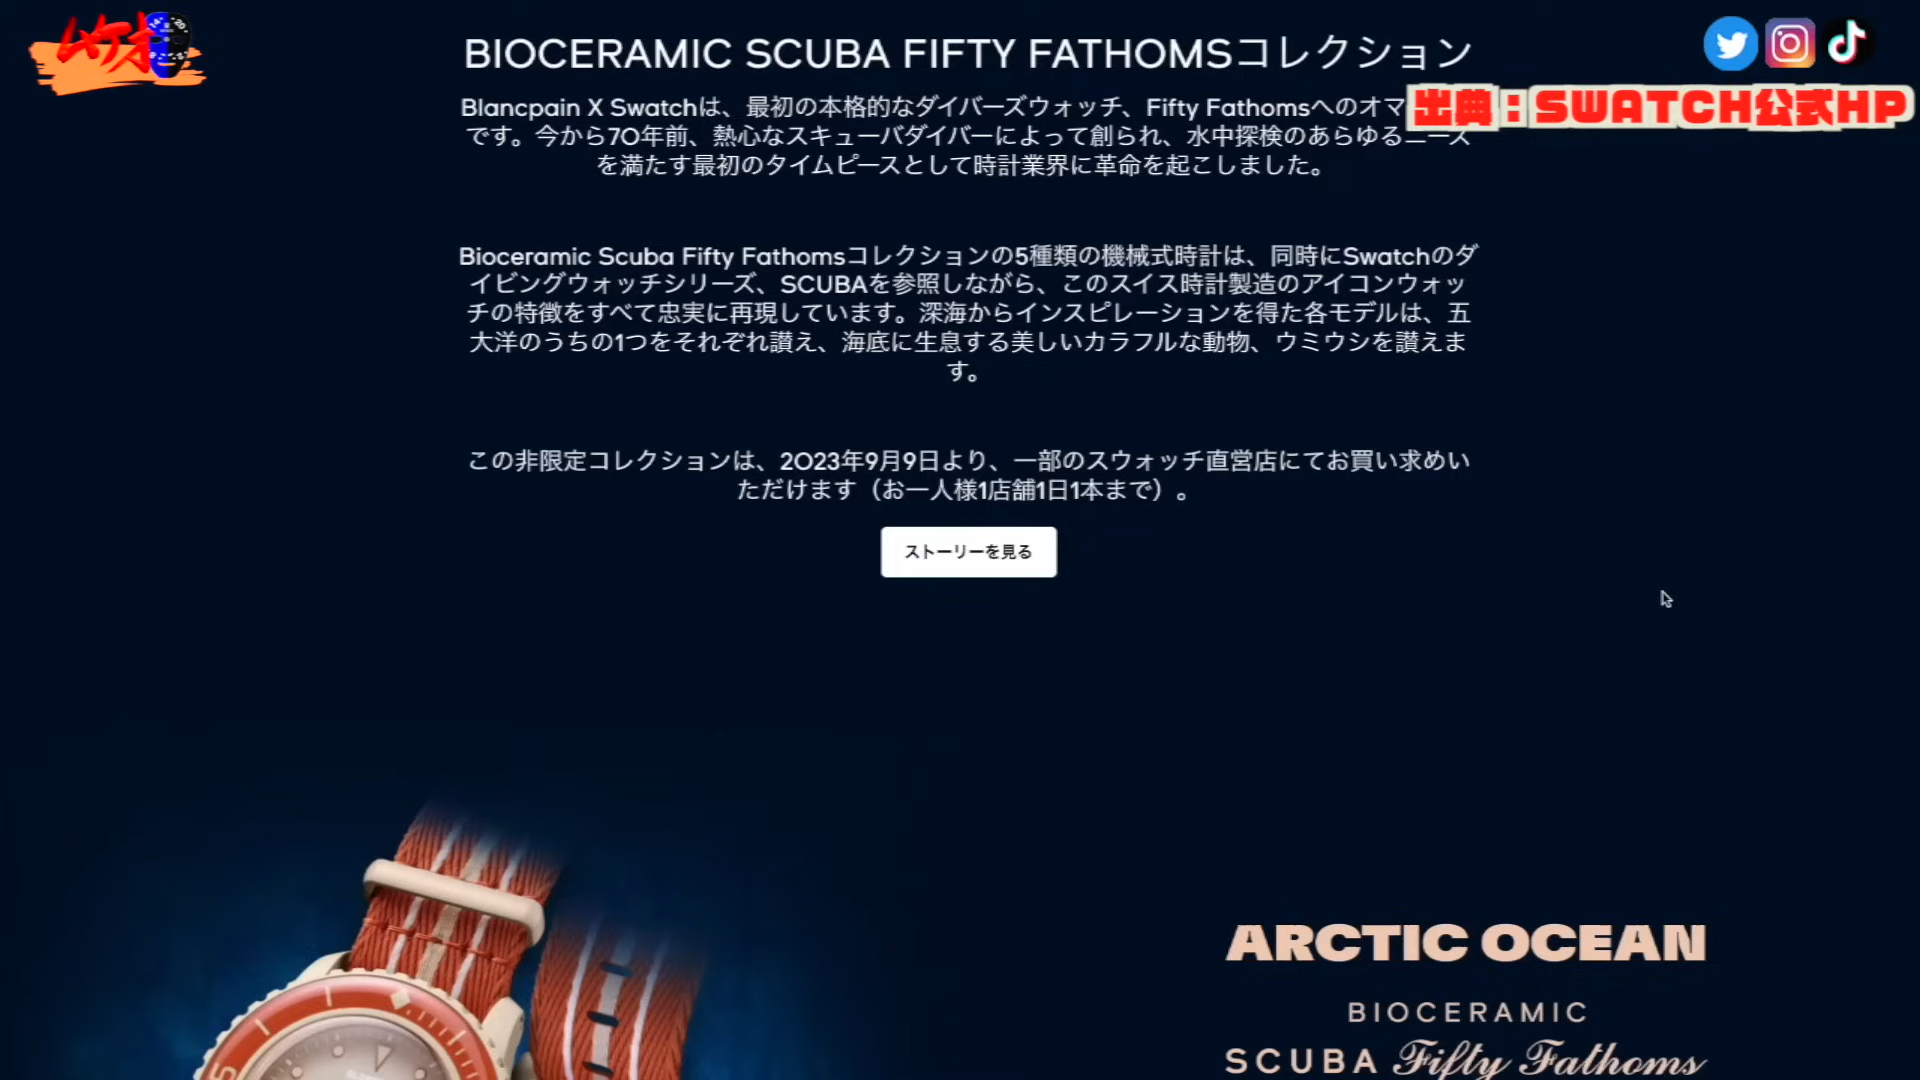 ムケオ
BIOCERAMIC SCUBA FIFTY FATHOMSコレクション
出典：SWATCH公式HP
Blancpain X Swatchは、最初の本格的なダイバーズウォッチ、Fifty Fathomsへのオマ
です。今から70年前、熱心なスキューバダイバーによって創られ、水中探検のあらゆるニーズ
を満たす最初のタイムピースとして時計業界に革命を起こしました。
Bioceramic Scuba Fifty Fathomsコレクションの5種類の機械式時計は、同時にSwatchのダ
イビングウォッチシリーズ、SCUBAを参照しながら、このスイス時計製造のアイコンウォッ
チの特徴をすべて忠実に再現しています。深海からインスピレーションを得た各モデルは、五
大洋のうちの1つをそれぞれ讃え、海底に生息する美しいカラフルな動物、ウミウシを讃えま
す。
この非限定コレクションは、2023年9月9日より、一部のスウォッチ直営店にてお買い求めい
ただけます（お一人様1店舗1日1本まで）。
ストーリーを見る
ARCTIC OCEAN
BIOCERAMIC
SCUBA Fifty Fathoms